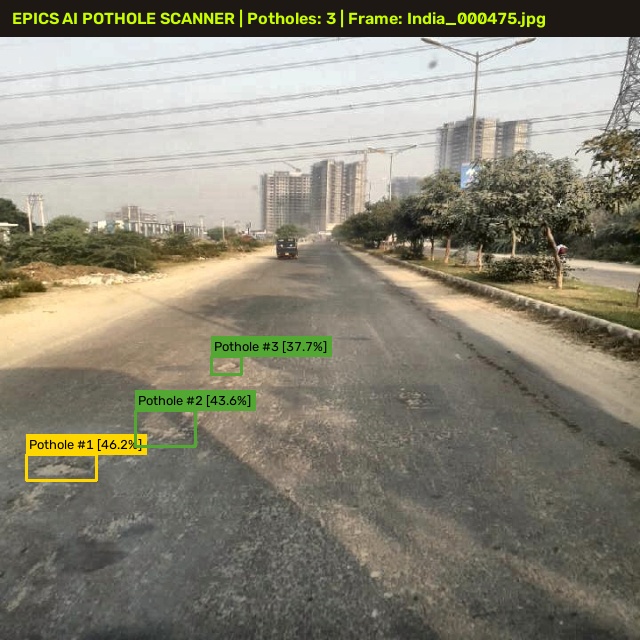 EPICS AI POTHOLE SCANNER | Potholes: 3 | Frame: India_000475.jpg
Pothole #3 [37.7%]
Pothole #2 [43.6%]
Pothole #1 [46.2%]